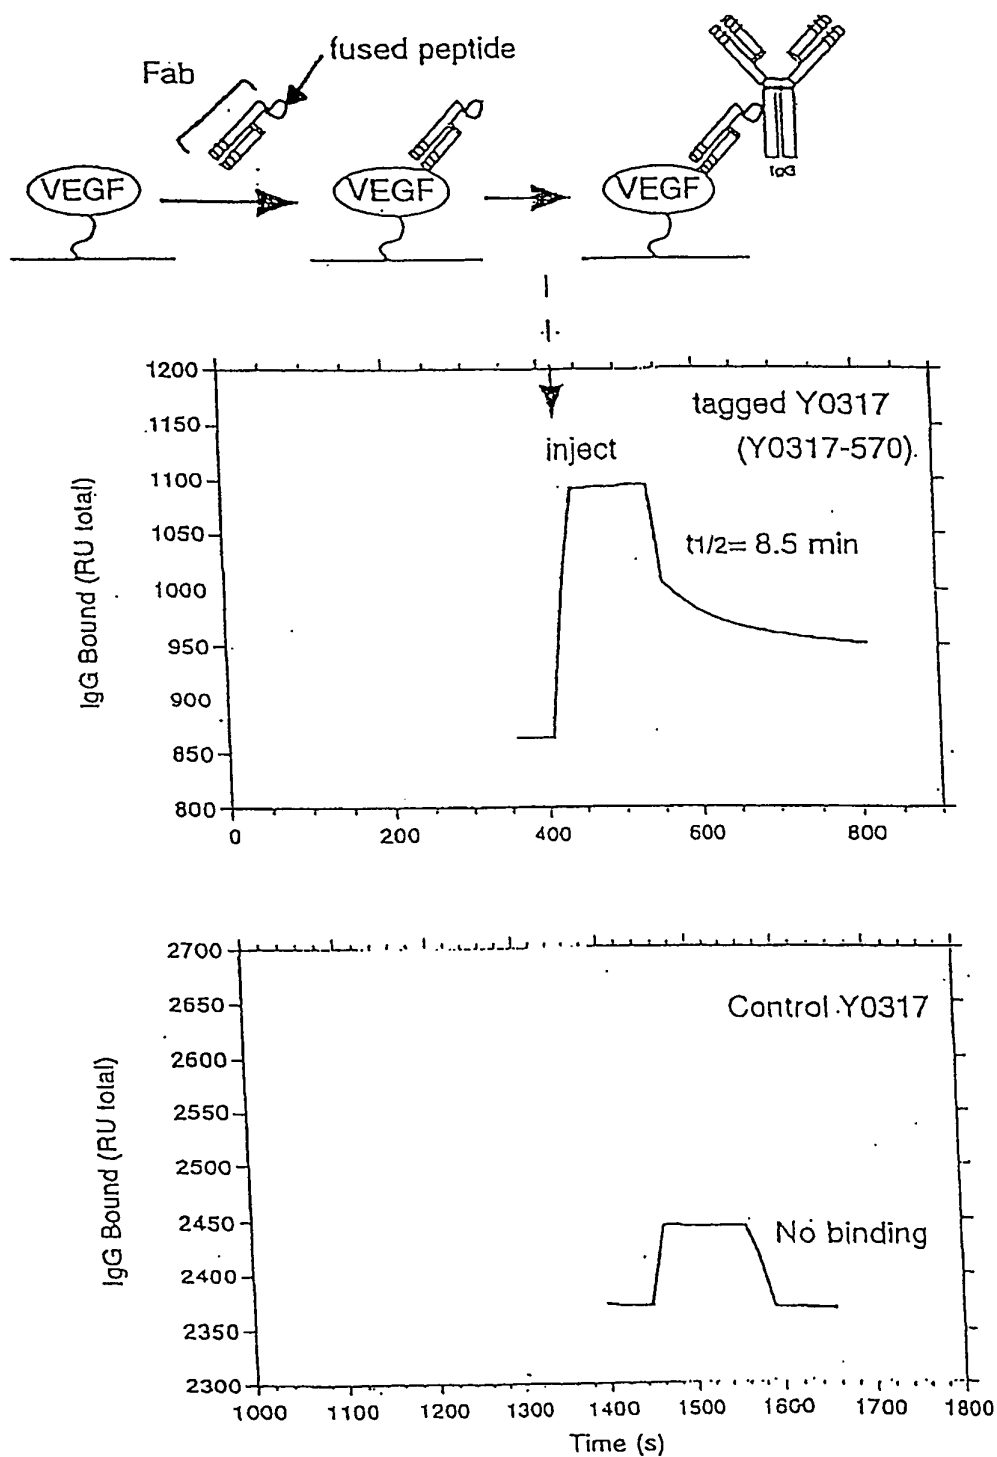 fused peptide
Fab
VEGF
VEGF
VEGF
IgG
1200
1150
1100
1050
1000
950
900
850
800
IgG Bound (RU total)
tagged Y0317
(Y0317-570)
inject
t1/2= 8.5 min
0 200 400 600 800
2700
2650
2600
2550
2500
2450
2400
2350
2300
IgG Bound (RU total)
Control Y0317
No binding
1000 1100 1200 1300 1400 1500 1600 1700 1800
Time (s)